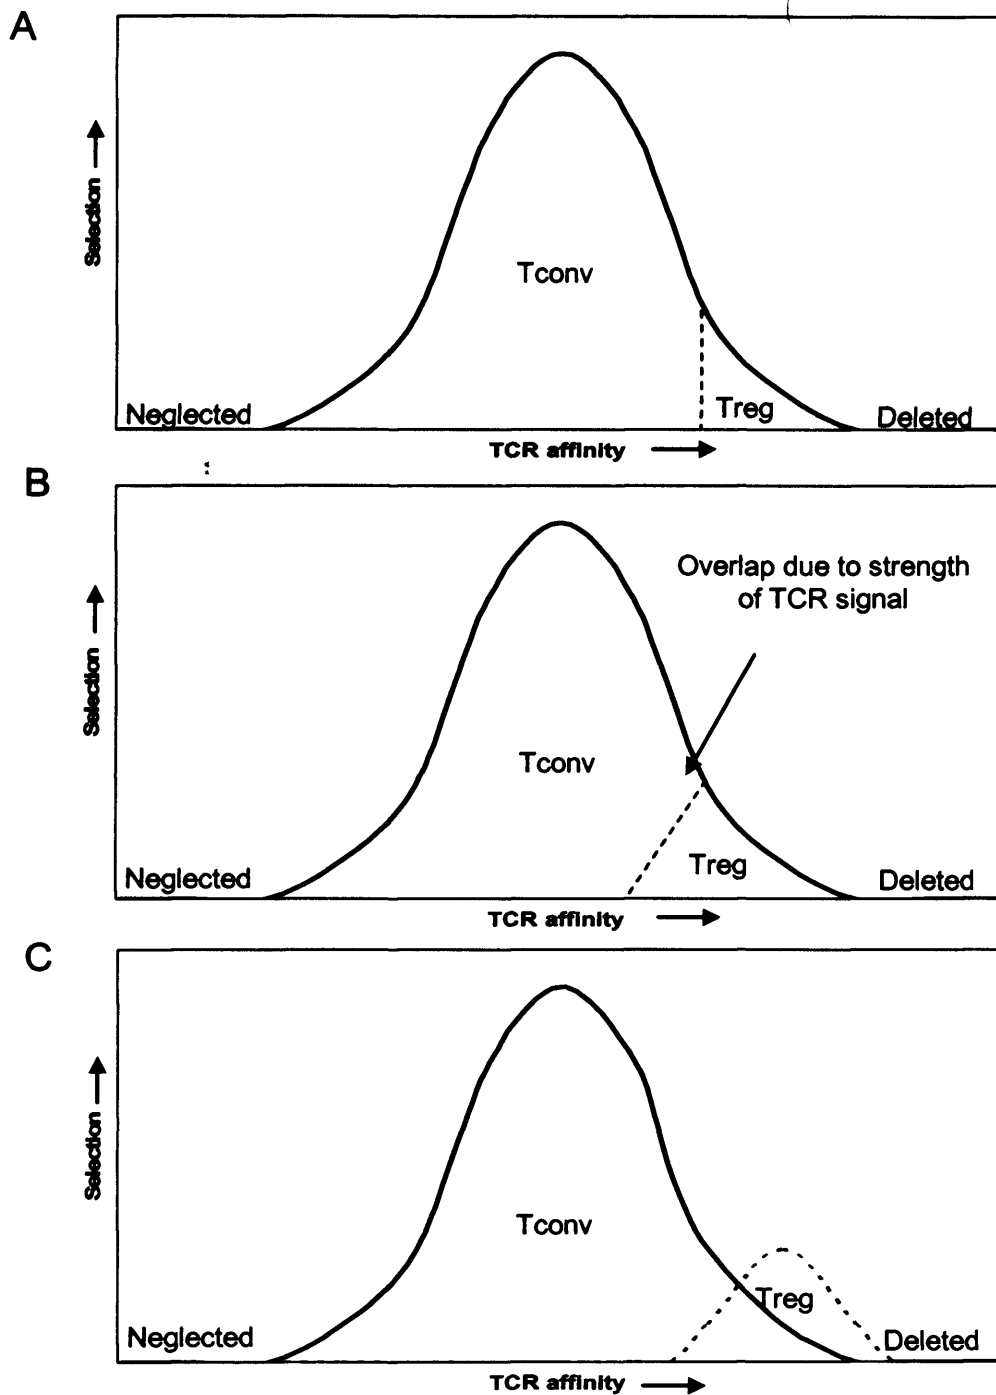 A
Selection
Tconv
Neglected
Treg
Deleted
TCR affinity
B
Overlap due to strength
of TCR signal
Selection
Tconv
Neglected
Treg
Deleted
TCR affinity
C
Selection
Tconv
Treg
Neglected
Deleted
TCR affinity